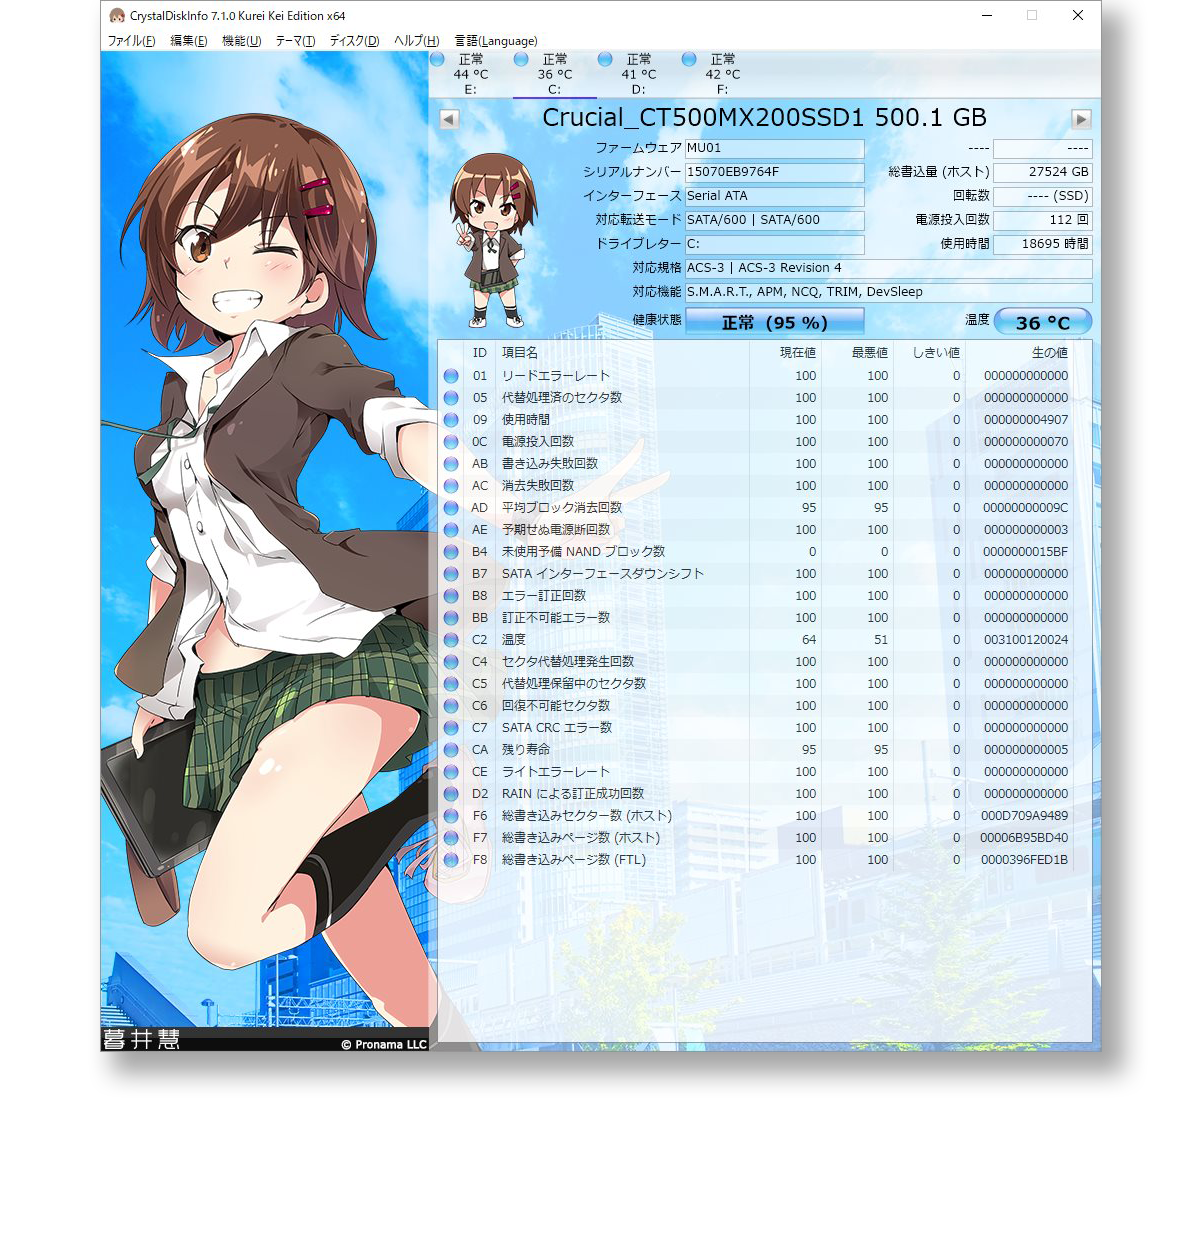 CrystalDiskInfo 7.1.0 Kurei Kei Edition x64
ファイル(F) 編集(E) 機能(U) テーマ(T) ディスク(D) ヘルプ(H) 言語(Language)
正常 正常 正常 正常
44 °C 36 °C 41 °C 42 °C
E: C: D: F:
Crucial_CT500MX200SSD1 500.1 GB
ファームウェア MU01 ---- ----
シリアルナンバー 15070EB9764F 総書込量 (ホスト) 27524 GB
インターフェース Serial ATA 回転数 ---- (SSD)
対応転送モード SATA/600 | SATA/600 電源投入回数 112 回
ドライブレター C: 使用時間 18695 時間
対応規格 ACS-3 | ACS-3 Revision 4
対応機能 S.M.A.R.T., APM, NCQ, TRIM, DevSleep
健康状態 正常 (95 %) 温度 36 °C
ID 項目名 現在値 最悪値 しきい値 生の値
01 リードエラーレート 100 100 0 000000000000
05 代替処理済のセクタ数 100 100 0 000000000000
09 使用時間 100 100 0 000000004907
0C 電源投入回数 100 100 0 000000000070
AB 書き込み失敗回数 100 100 0 000000000000
AC 消去失敗回数 100 100 0 000000000000
AD 平均ブロック消去回数 95 95 0 00000000009C
AE 予期せぬ電源断回数 100 100 0 000000000003
B4 未使用予備 NAND ブロック数 0 0 0 0000000015BF
B7 SATA インターフェースダウンシフト 100 100 0 000000000000
B8 エラー訂正回数 100 100 0 000000000000
BB 訂正不可能エラー数 100 100 0 000000000000
C2 温度 64 51 0 003100120024
C4 セクタ代替処理発生回数 100 100 0 000000000000
C5 代替処理保留中のセクタ数 100 100 0 000000000000
C6 回復不可能セクタ数 100 100 0 000000000000
C7 SATA CRC エラー数 100 100 0 000000000000
CA 残り寿命 95 95 0 000000000005
CE ライトエラーレート 100 100 0 000000000000
D2 RAIN による訂正成功回数 100 100 0 000000000000
F6 総書き込みセクター数 (ホスト) 100 100 0 000D709A9489
F7 総書き込みページ数 (ホスト) 100 100 0 00006B95BD40
F8 総書き込みページ数 (FTL) 100 100 0 0000396FED1B
暮井慧
© Pronama LLC